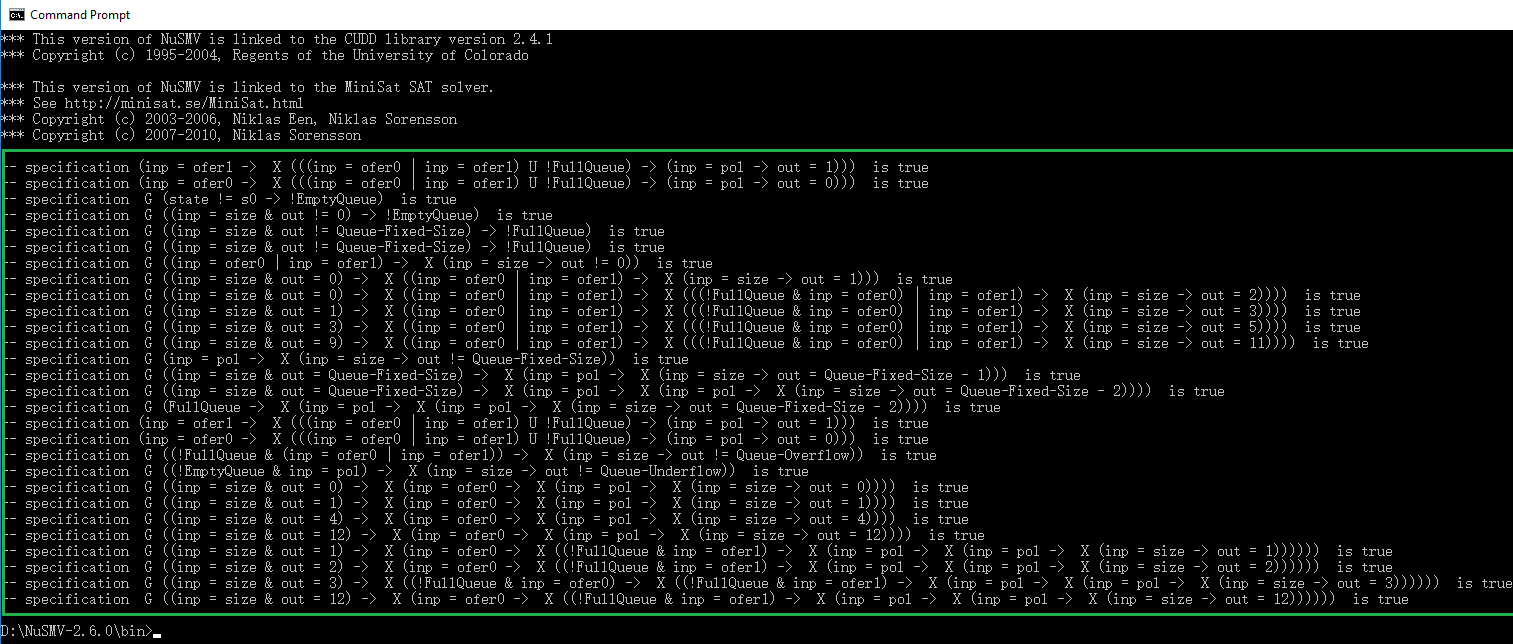 Command Prompt
*** This version of NuSMV is linked to the CUDD library version 2.4.1
*** Copyright (c) 1995-2004, Regents of the University of Colorado
*** This version of NuSMV is linked to the MiniSat SAT solver.
*** See http://minisat.se/MiniSat.html
*** Copyright (c) 2003-2006, Niklas Een, Niklas Sorensson
*** Copyright (c) 2007-2010, Niklas Sorensson
-- specification (inp = ofer1 -> X (((inp = ofer0 | inp = ofer1) U !FullQueue) -> (inp = pol -> out = 1))) is true
-- specification (inp = ofer0 -> X (((inp = ofer0 | inp = ofer1) U !FullQueue) -> (inp = pol -> out = 0))) is true
-- specification G (state != s0 -> !EmptyQueue) is true
-- specification G ((inp = size & out != 0) -> !EmptyQueue) is true
-- specification G ((inp = size & out != Queue-Fixed-Size) -> !FullQueue) is true
-- specification G ((inp = size & out != Queue-Fixed-Size) -> !FullQueue) is true
-- specification G ((inp = ofer0 | inp = ofer1) -> X (inp = size -> out != 0)) is true
-- specification G ((inp = size & out = 0) -> X ((inp = ofer0 | inp = ofer1) -> X (inp = size -> out = 1))) is true
-- specification G ((inp = size & out = 0) -> X ((inp = ofer0 | inp = ofer1) -> X (((!FullQueue & inp = ofer0) | inp = ofer1) -> X (inp = size -> out = 2)))) is true
-- specification G ((inp = size & out = 1) -> X ((inp = ofer0 | inp = ofer1) -> X (((!FullQueue & inp = ofer0) | inp = ofer1) -> X (inp = size -> out = 3)))) is true
-- specification G ((inp = size & out = 3) -> X ((inp = ofer0 | inp = ofer1) -> X (((!FullQueue & inp = ofer0) | inp = ofer1) -> X (inp = size -> out = 5)))) is true
-- specification G ((inp = size & out = 9) -> X ((inp = ofer0 | inp = ofer1) -> X (((!FullQueue & inp = ofer0) | inp = ofer1) -> X (inp = size -> out = 11)))) is true
-- specification G (inp = pol -> X (inp = size -> out != Queue-Fixed-Size)) is true
-- specification G ((inp = size & out = Queue-Fixed-Size) -> X (inp = pol -> X (inp = size -> out = Queue-Fixed-Size - 1))) is true
-- specification G ((inp = size & out = Queue-Fixed-Size) -> X (inp = pol -> X (inp = pol -> X (inp = size -> out = Queue-Fixed-Size - 2)))) is true
-- specification G (FullQueue -> X (inp = pol -> X (inp = pol -> X (inp = size -> out = Queue-Fixed-Size - 2)))) is true
-- specification (inp = ofer1 -> X (((inp = ofer0 | inp = ofer1) U !FullQueue) -> (inp = pol -> out = 1))) is true
-- specification (inp = ofer0 -> X (((inp = ofer0 | inp = ofer1) U !FullQueue) -> (inp = pol -> out = 0))) is true
-- specification G ((!FullQueue & (inp = ofer0 | inp = ofer1)) -> X (inp = size -> out != Queue-Overflow)) is true
-- specification G ((!EmptyQueue & inp = pol) -> X (inp = size -> out != Queue-Underflow)) is true
-- specification G ((inp = size & out = 0) -> X (inp = ofer0 -> X (inp = pol -> X (inp = size -> out = 0)))) is true
-- specification G ((inp = size & out = 1) -> X (inp = ofer0 -> X (inp = pol -> X (inp = size -> out = 1)))) is true
-- specification G ((inp = size & out = 4) -> X (inp = ofer0 -> X (inp = pol -> X (inp = size -> out = 4)))) is true
-- specification G ((inp = size & out = 12) -> X (inp = ofer0 -> X (inp = pol -> X (inp = size -> out = 12)))) is true
-- specification G ((inp = size & out = 1) -> X (inp = ofer0 -> X ((!FullQueue & inp = ofer1) -> X (inp = pol -> X (inp = pol -> X (inp = size -> out = 1)))))) is true
-- specification G ((inp = size & out = 2) -> X (inp = ofer0 -> X ((!FullQueue & inp = ofer1) -> X (inp = pol -> X (inp = pol -> X (inp = size -> out = 2)))))) is true
-- specification G ((inp = size & out = 3) -> X ((!FullQueue & inp = ofer0) -> X ((!FullQueue & inp = ofer1) -> X (inp = pol -> X (inp = pol -> X (inp = size -> out = 3)))))) is true
-- specification G ((inp = size & out = 12) -> X (inp = ofer0 -> X ((!FullQueue & inp = ofer1) -> X (inp = pol -> X (inp = pol -> X (inp = size -> out = 12)))))) is true
D:\NuSMV-2.6.0\bin>